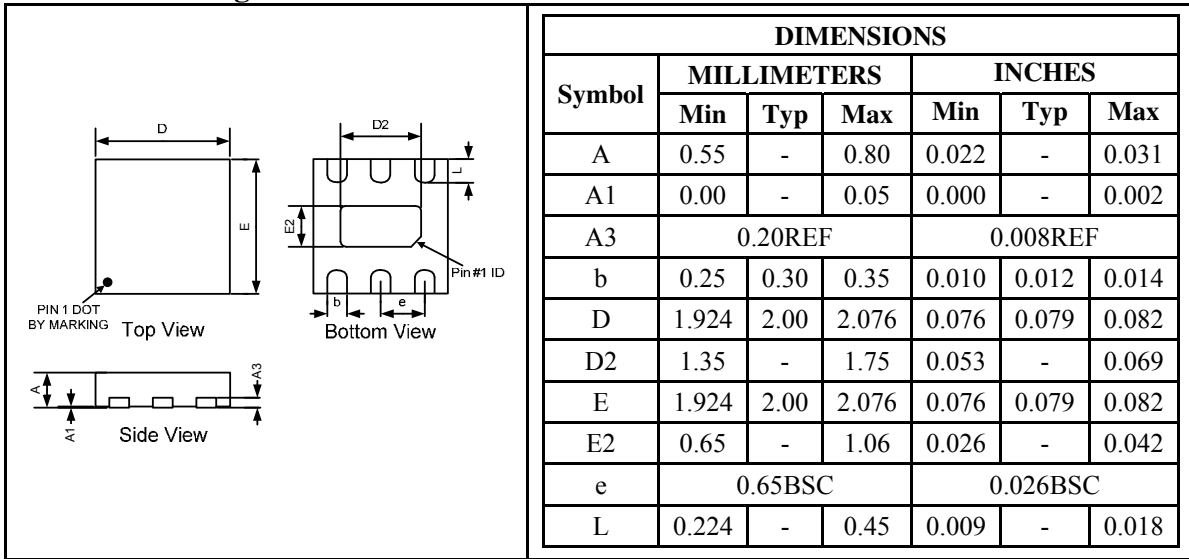 D
E
PIN 1 DOT
BY MARKING
Top View
D2
L
E2
Pin#1 ID
b
e
Bottom View
A
A1
A3
Side View
DIMENSIONS
Symbol MILLIMETERS INCHES
Min Typ Max Min Typ Max
A 0.55 - 0.80 0.022 - 0.031
A1 0.00 - 0.05 0.000 - 0.002
A3 0.20REF 0.008REF
b 0.25 0.30 0.35 0.010 0.012 0.014
D 1.924 2.00 2.076 0.076 0.079 0.082
D2 1.35 - 1.75 0.053 - 0.069
E 1.924 2.00 2.076 0.076 0.079 0.082
E2 0.65 - 1.06 0.026 - 0.042
e 0.65BSC 0.026BSC
L 0.224 - 0.45 0.009 - 0.018